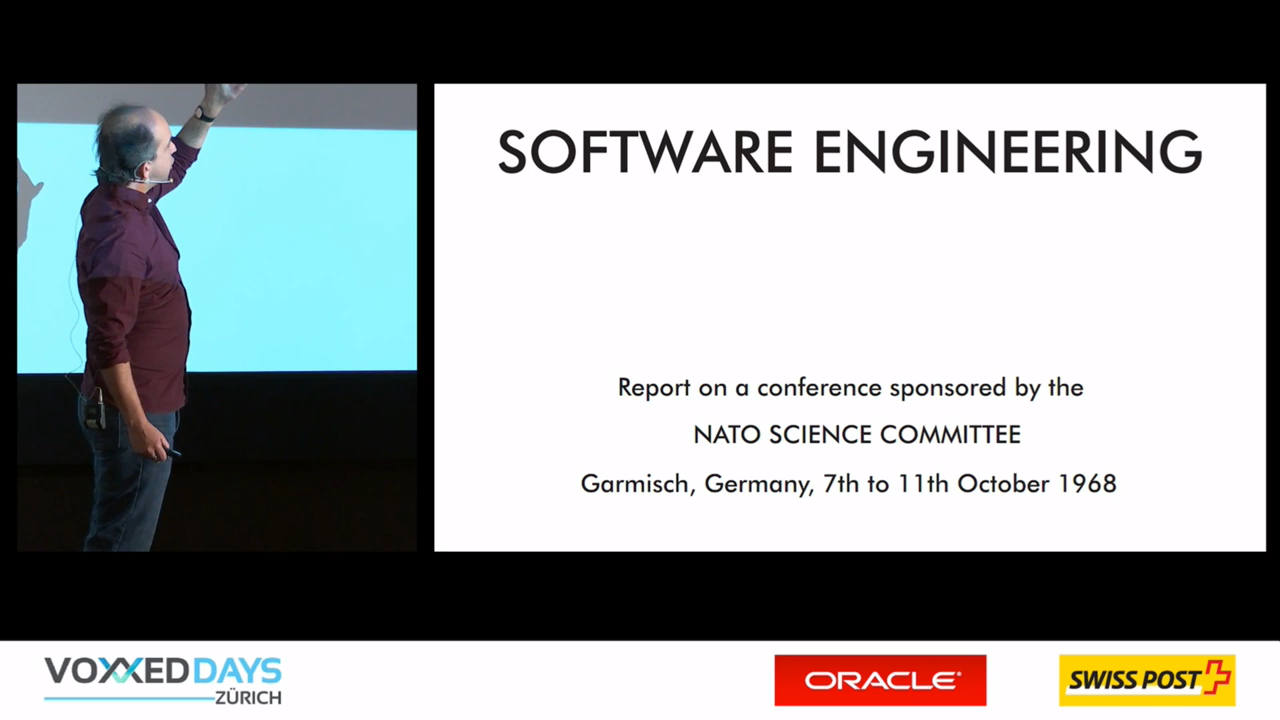 SOFTWARE ENGINEERING
Report on a conference sponsored by the
NATO SCIENCE COMMITTEE
Garmisch, Germany, 7th to 11th October 1968
VOXXED DAYS
ZÜRICH
ORACLE®
SWISS POST